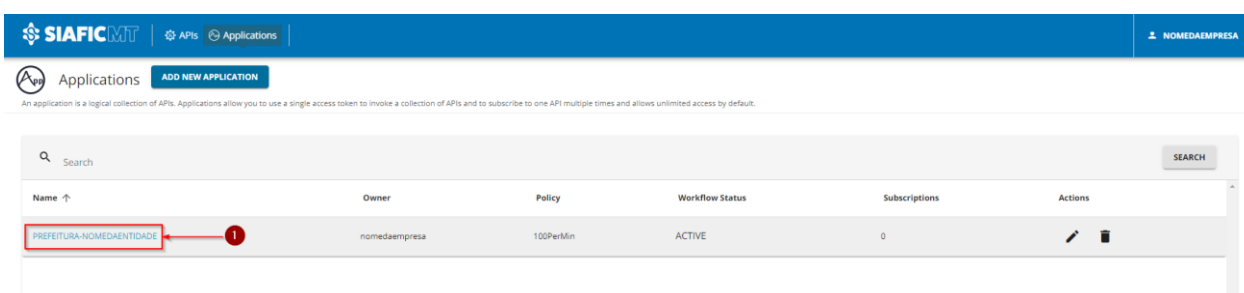 SIAFICMT APIs Applications NOMEDAEMPRESA
App Applications ADD NEW APPLICATION
An application is a logical collection of APIs. Applications allow you to use a single access token to invoke a collection of APIs and to subscribe to one API multiple times and allows unlimited access by default.
Search SEARCH
Name Owner Policy Workflow Status Subscriptions Actions
PREFEITURA-NOMEDAENTIDADE 1 nomedaempresa 100PerMin ACTIVE 0